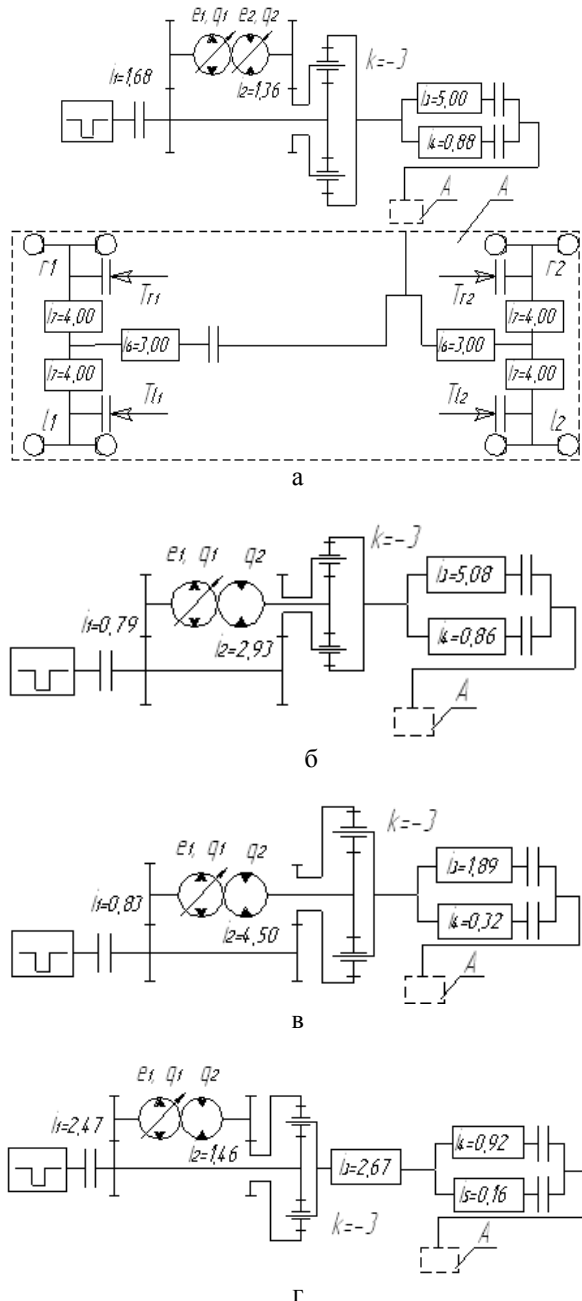 e1, q1 e2, q2
i1=1,68
i2=1,36
k=-3
i3=5,00
i4=0,88
A A
r1 r2
Tr1 Tr2
i7=4,00 i7=4,00
i6=3,00 i6=3,00
i7=4,00 i7=4,00
Tl1 Tl2
l1 l2
а
e1, q1 q2
k=-3
i1=0,79
i2=2,93
i3=5,08
i4=0,86
A
б
e1, q1 q2
k=-3
i1=0,83
i2=4,50
i3=1,89
i4=0,32
A
в
e1, q1 q2
i1=2,47
i2=1,46
i3=2,67
i4=0,92
i5=0,16
k=-3
A
г